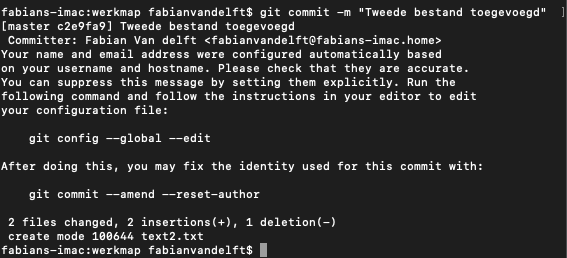 fabians-imac:werkmap fabianvandelft$ git commit -m "Tweede bestand toegevoegd" ]
[master c2e9fa9] Tweede bestand toegevoegd
 Committer: Fabian Van delft <fabianvandelft@fabians-imac.home>
Your name and email address were configured automatically based
on your username and hostname. Please check that they are accurate.
You can suppress this message by setting them explicitly. Run the
following command and follow the instructions in your editor to edit
your configuration file:

    git config --global --edit

After doing this, you may fix the identity used for this commit with:

    git commit --amend --reset-author

 2 files changed, 2 insertions(+), 1 deletion(-)
 create mode 100644 text2.txt
fabians-imac:werkmap fabianvandelft$